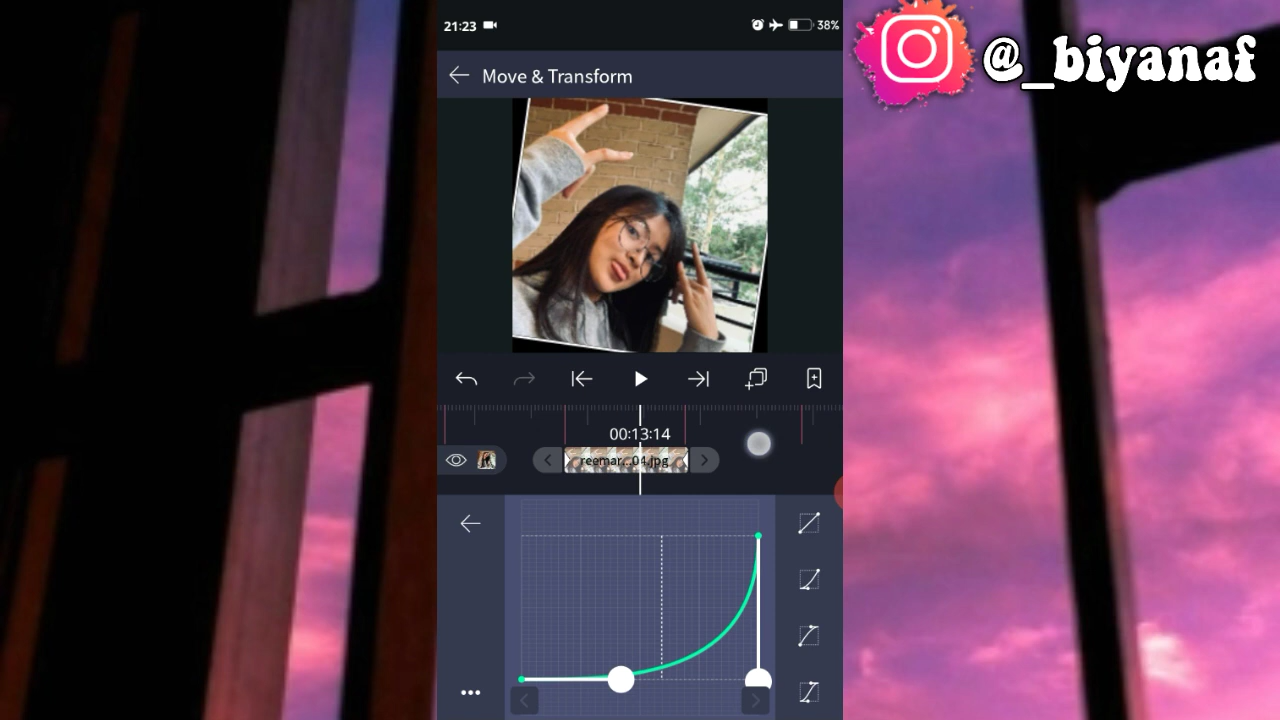 21:23
38%
@_biyanaf
Move & Transform
00:13:14
reemar...04.jpg